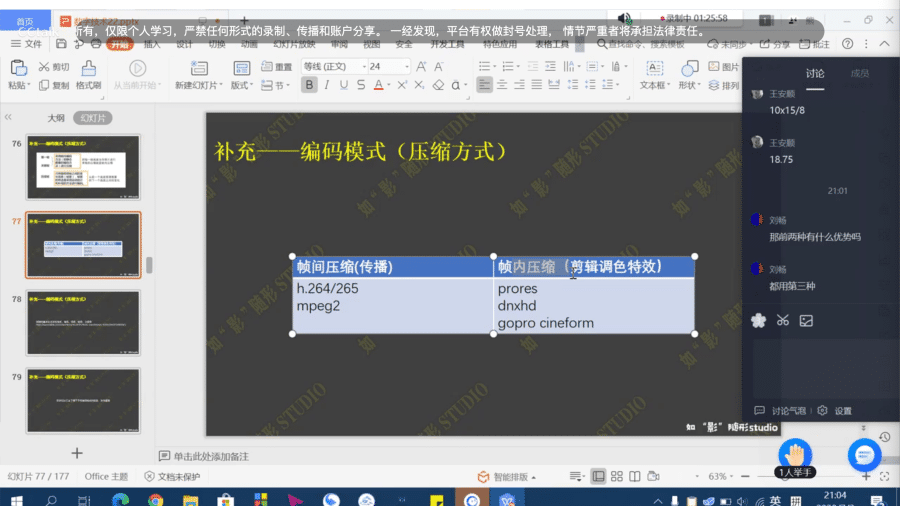 首页
数字技术22.pptx
录制中 01:25:58
所有，仅限个人学习，严禁任何形式的录制、传播和账户分享。 一经发现，平台有权做封号处理， 情节严重者将承担法律责任。
文件
开始
插入
设计
切换
动画
幻灯片放映
审阅
视图
安全
开发工具
特色应用
表格工具
查找命令、搜索模板
未同步
分享
批注
粘贴
剪切
复制
格式刷
从当前开始
新建幻灯片
版式
重置
节
等线 (正文)
24
文本框
形状
图片
排列
大纲
幻灯片
76
77
78
79
补充——编码模式（压缩方式）
帧间压缩(传播)
帧内压缩（剪辑调色特效）
h.264/265
mpeg2
prores
dnxhd
gopro cineform
如“影”随形studio
讨论
成员
王安顺
10x15/8
王安顺
18.75
21:01
刘畅
那前两种有什么优势吗
刘畅
都用第三种
讨论气泡
设置
1人举手
单击此处添加备注
幻灯片 77 / 177
Office 主题
文档未保护
智能排版
63%
英
21:04